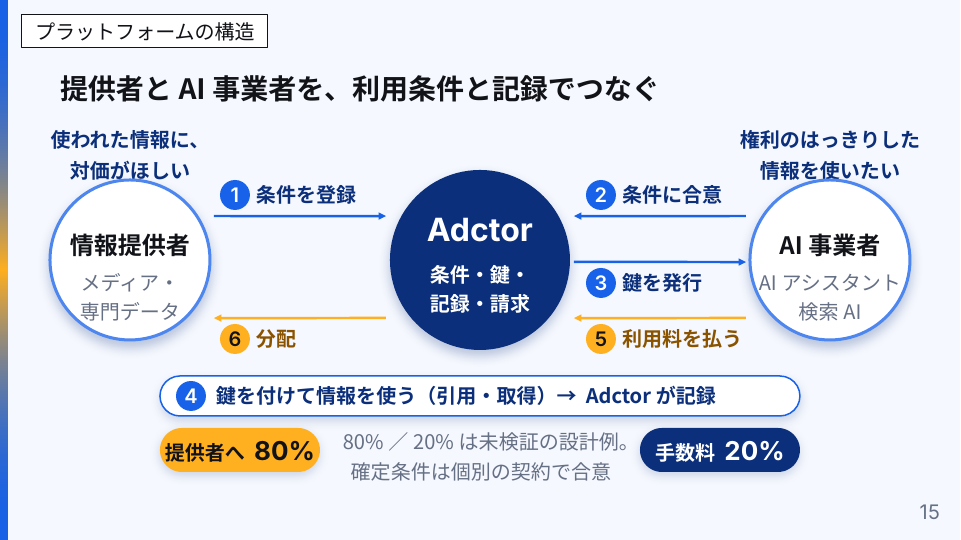 プラットフォームの構造
提供者と AI 事業者を、利用条件と記録でつなぐ
使われた情報に、
対価がほしい
権利のはっきりした
情報を使いたい
1 条件を登録
2 条件に合意
情報提供者
メディア・
専門データ
Adctor
条件・鍵・
記録・請求
AI 事業者
AI アシスタント
検索 AI
3 鍵を発行
6 分配
5 利用料を払う
4 鍵を付けて情報を使う（引用・取得）→ Adctor が記録
提供者へ 80%
80% ／ 20% は未検証の設計例。
確定条件は個別の契約で合意
手数料 20%
15